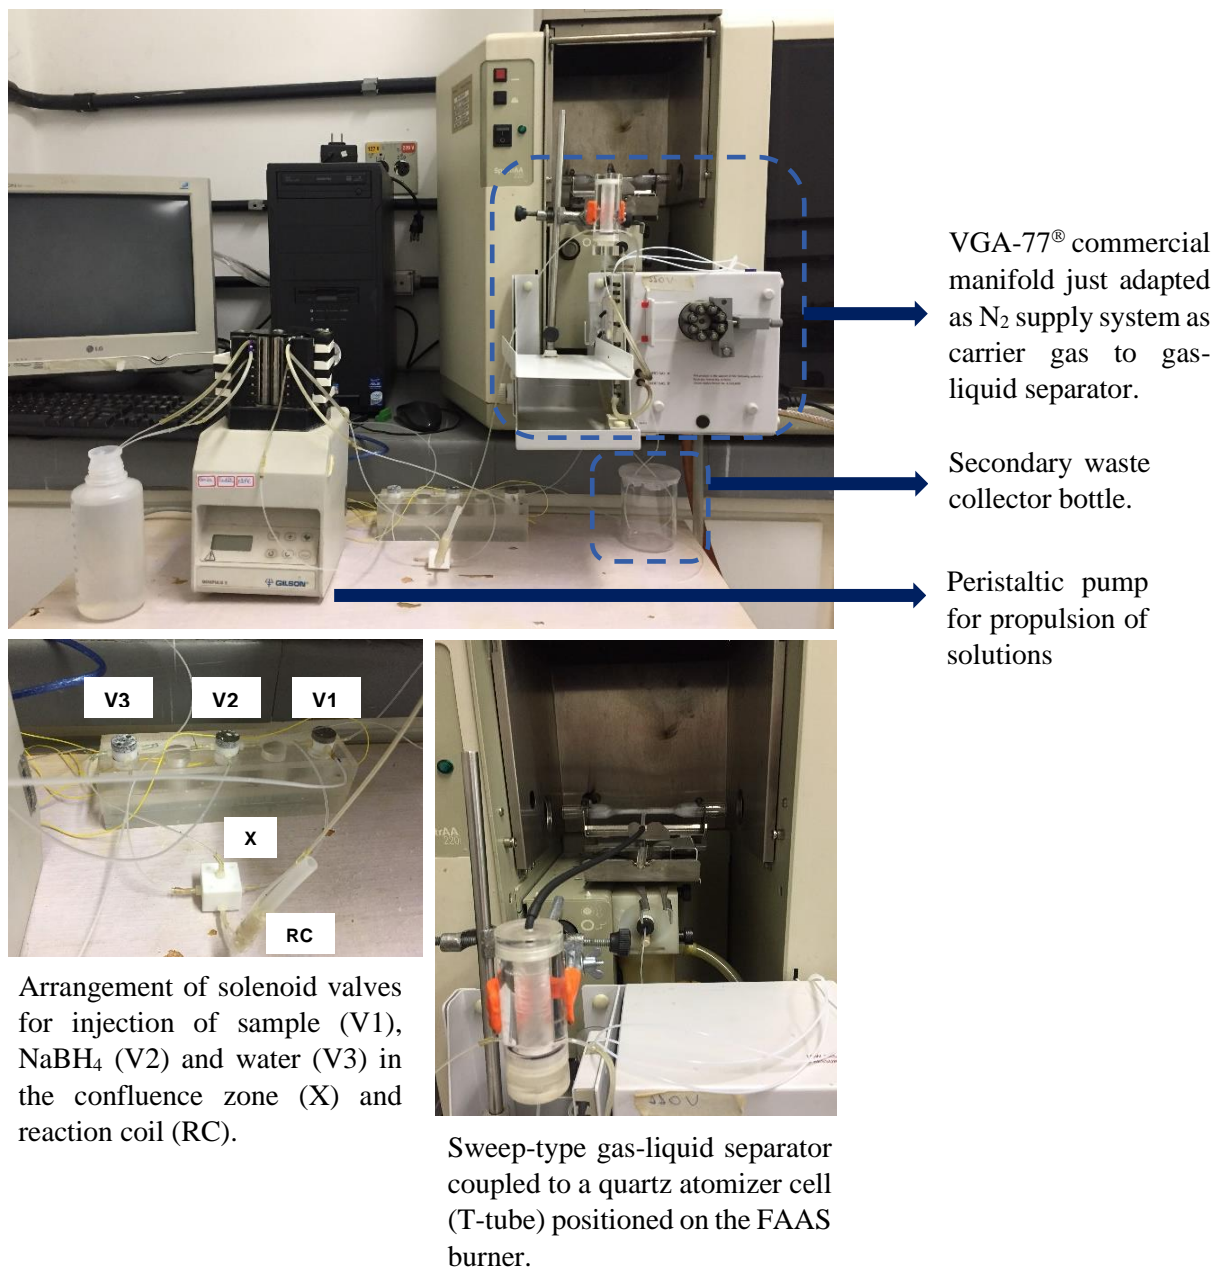 VGA-77® commercial
manifold just adapted
as N2 supply system as
carrier gas to gas-
liquid separator.
Secondary waste
collector bottle.
Peristaltic pump
for propulsion of
solutions
LG
GILSON
220V
V3
V2
V1
X
RC
Arrangement of solenoid valves
for injection of sample (V1),
NaBH4 (V2) and water (V3) in
the confluence zone (X) and
reaction coil (RC).
220
220V
Sweep-type gas-liquid separator
coupled to a quartz atomizer cell
(T-tube) positioned on the FAAS
burner.